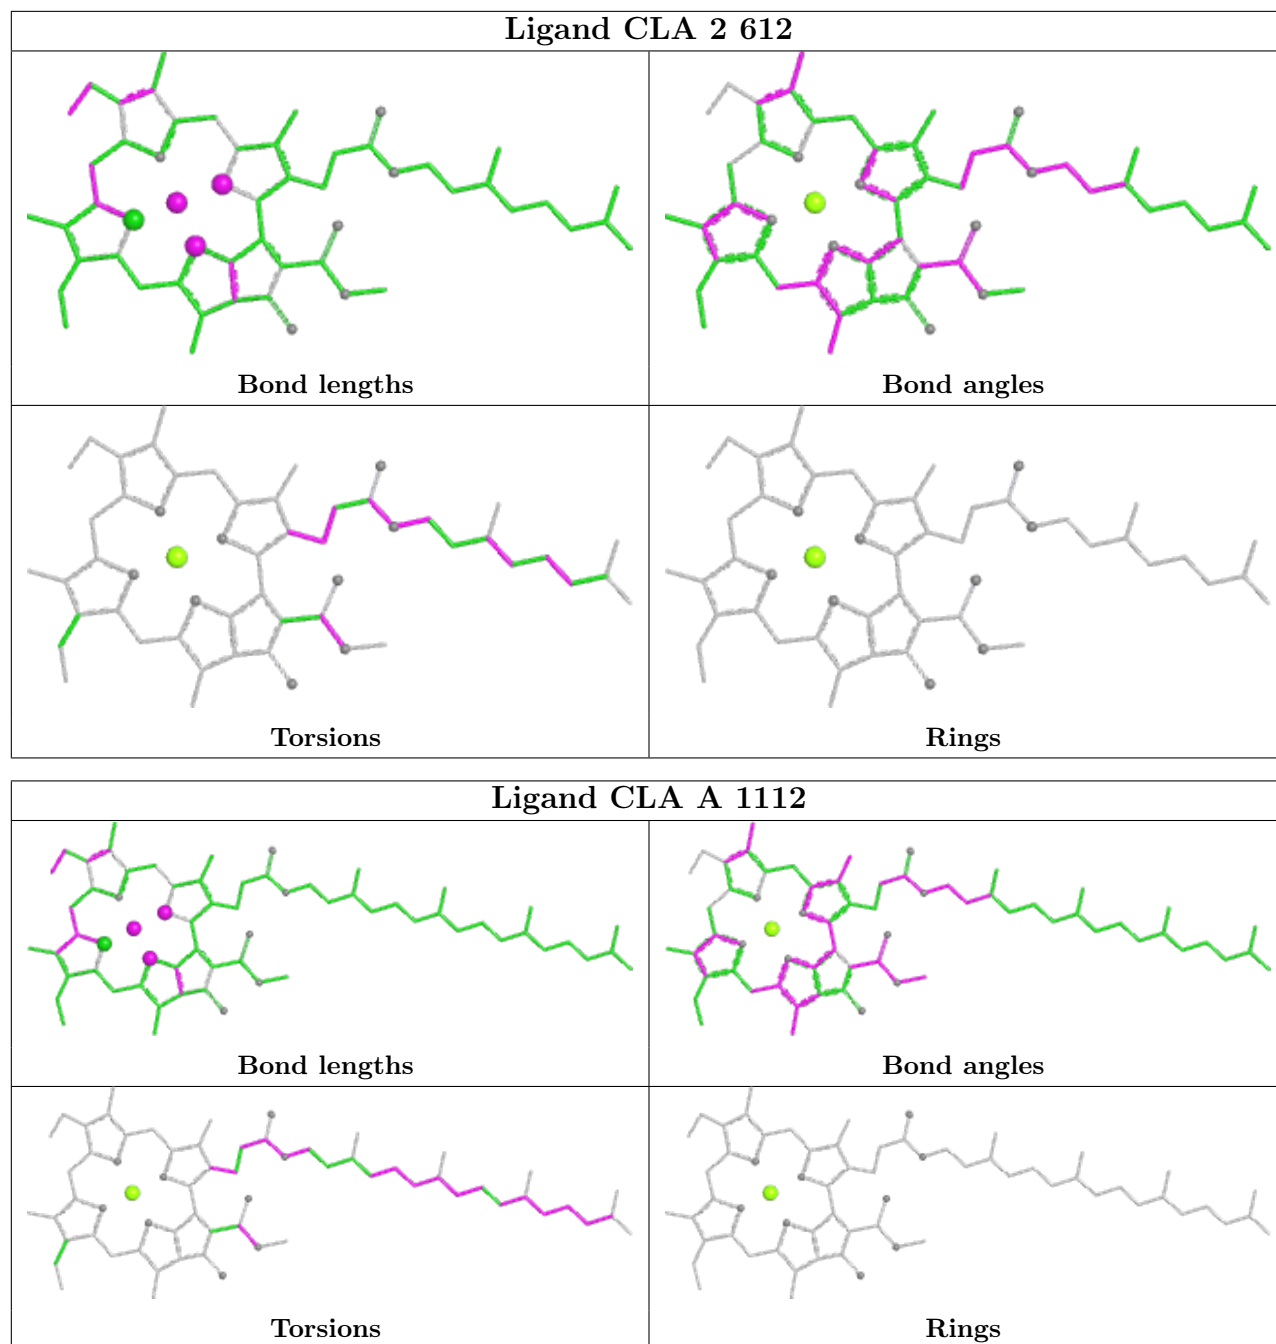 Ligand CLA 2 612
Bond lengths
Bond angles
Torsions
Rings
Ligand CLA A 1112
Bond lengths
Bond angles
Torsions
Rings